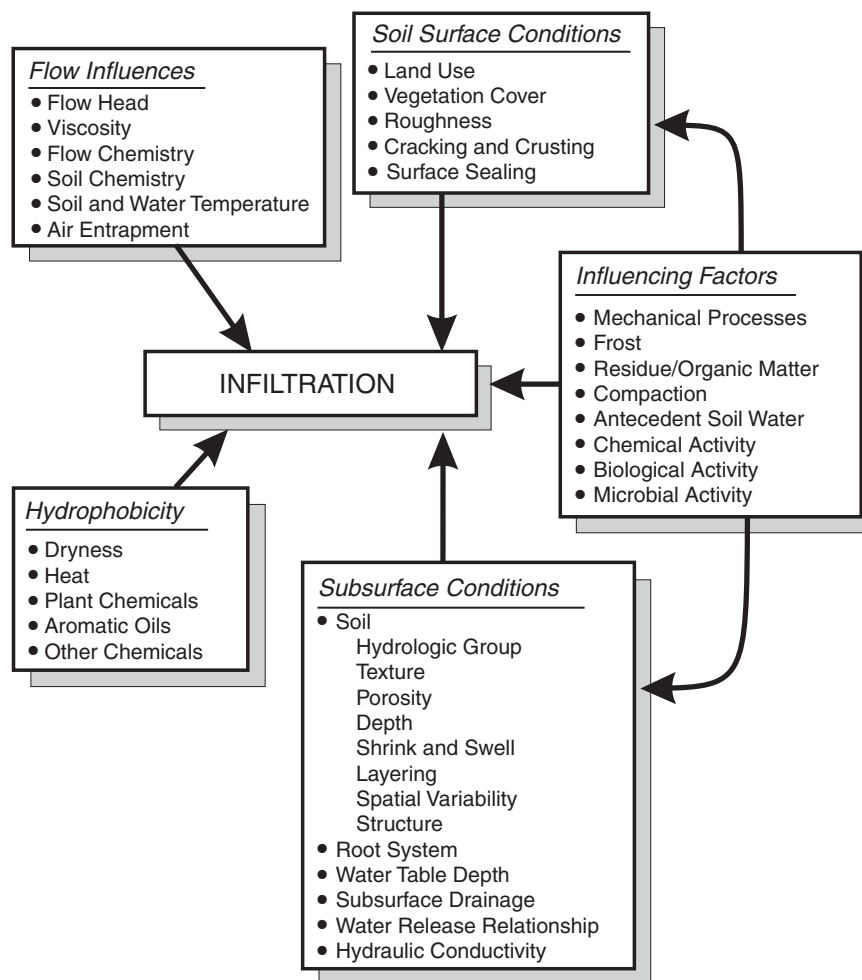 Flow Influences
● Flow Head
● Viscosity
● Flow Chemistry
● Soil Chemistry
● Soil and Water Temperature
● Air Entrapment
Soil Surface Conditions
● Land Use
● Vegetation Cover
● Roughness
● Cracking and Crusting
● Surface Sealing
Influencing Factors
● Mechanical Processes
● Frost
● Residue/Organic Matter
● Compaction
● Antecedent Soil Water
● Chemical Activity
● Biological Activity
● Microbial Activity
INFILTRATION
Hydrophobicity
● Dryness
● Heat
● Plant Chemicals
● Aromatic Oils
● Other Chemicals
Subsurface Conditions
● Soil
Hydrologic Group
Texture
Porosity
Depth
Shrink and Swell
Layering
Spatial Variability
Structure
● Root System
● Water Table Depth
● Subsurface Drainage
● Water Release Relationship
● Hydraulic Conductivity